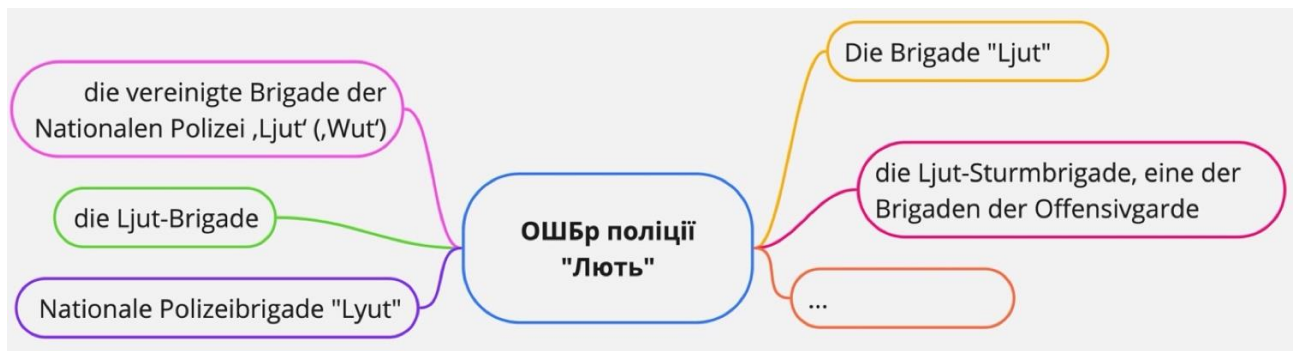 die vereinigte Brigade der
Nationalen Polizei ‚Ljut‘ (‚Wut‘)
die Ljut-Brigade
Nationale Polizeibrigade "Lyut"
ОШБр поліції
"Лють"
Die Brigade "Ljut"
die Ljut-Sturmbrigade, eine der
Brigaden der Offensivgarde
...